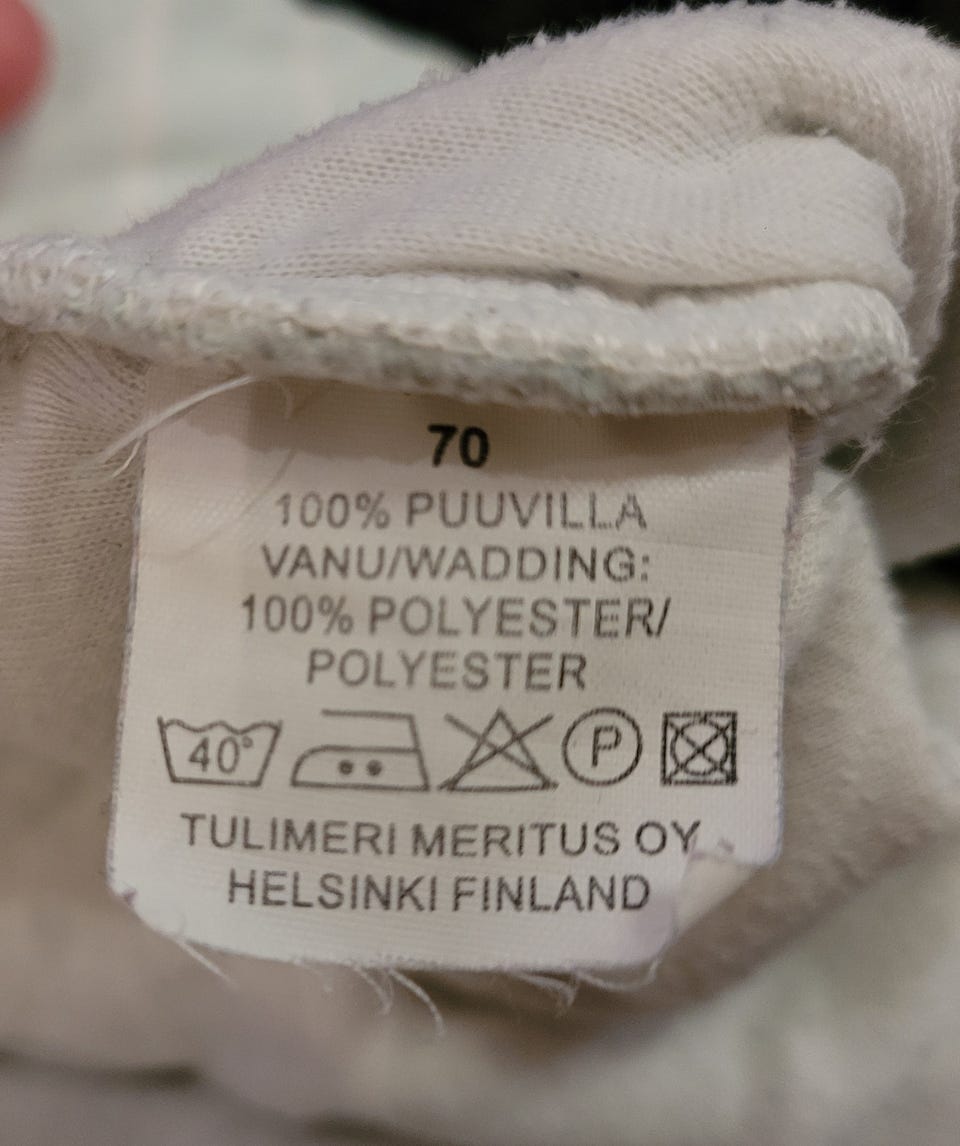 70
100% PUUVILLA
VANU/WADDING:
100% POLYESTER/
POLYESTER
40° P
TULIMERI MERITUS OY
HELSINKI FINLAND